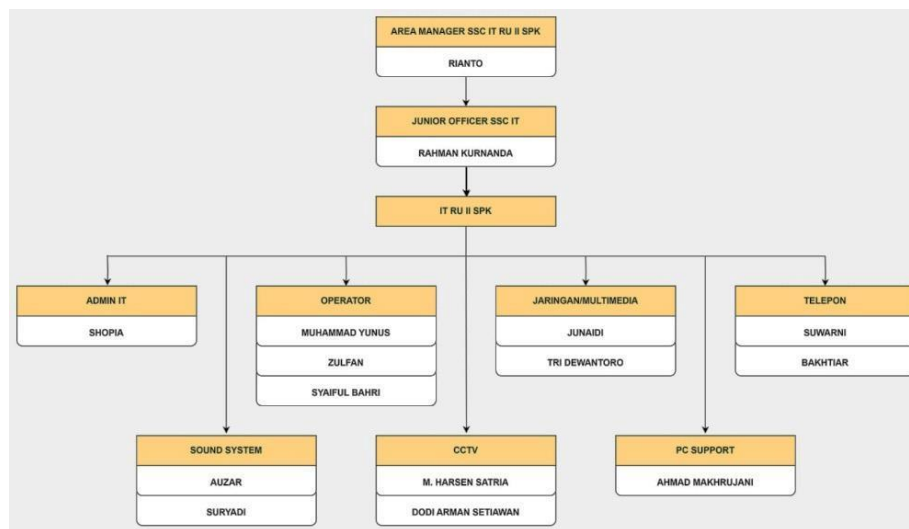 AREA MANAGER SSC IT RU II SPK
RIANTO
JUNIOR OFFICER SSC IT
RAHMAN KURNANDA
IT RU II SPK
ADMIN IT
SHOPIA
OPERATOR
MUHAMMAD YUNUS
ZULFAN
SYAIFUL BAHRI
JARINGAN/MULTIMEDIA
JUNAIDI
TRI DEWANTORO
TELEPON
SUWARNI
BAKHTIAR
SOUND SYSTEM
AUZAR
SURYADI
CCTV
M. HARSEN SATRIA
DODI ARMAN SETIAWAN
PC SUPPORT
AHMAD MAKHRUJANI